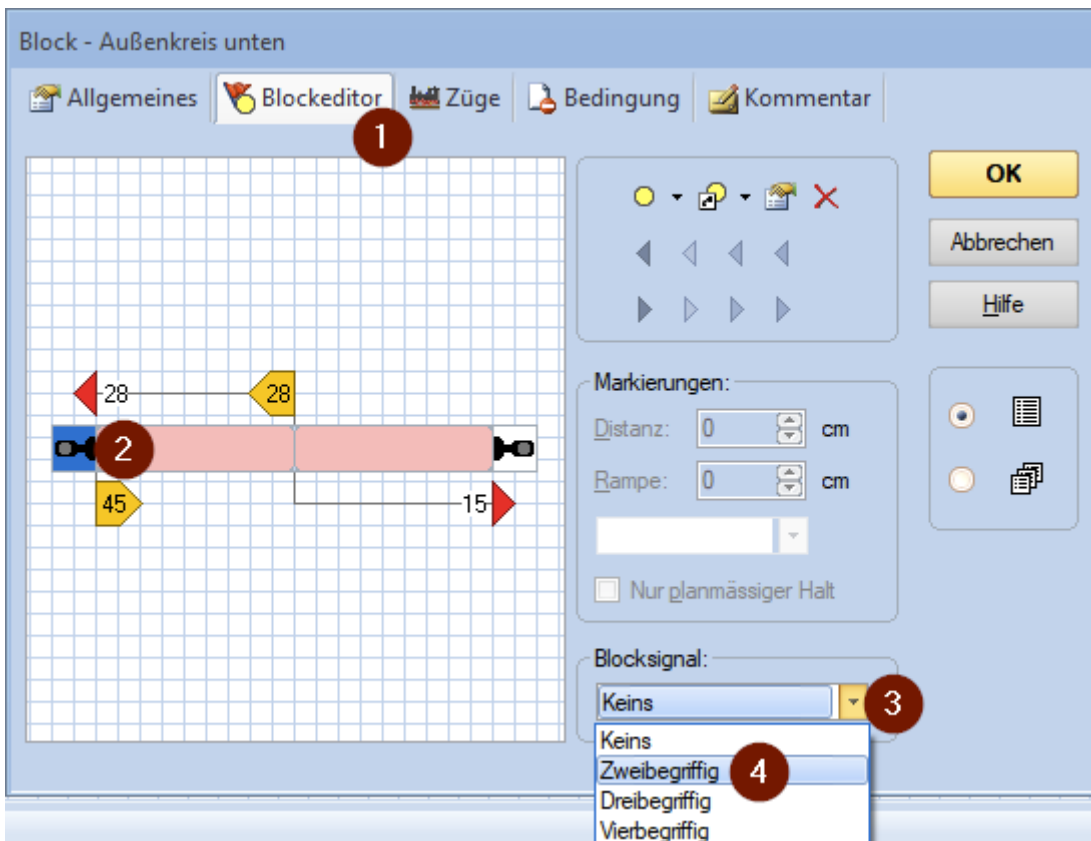 Block - Außenkreis unten
Allgemeines Blockeditor Züge Bedingung Kommentar
1
OK
Abbrechen
Hilfe
28 28
2
45 15
Markierungen:
Distanz: 0 cm
Rampe: 0 cm
Nur planmässiger Halt
Blocksignal:
Keins 3
Keins
Zweibegriffig 4
Dreibegriffig
Vierbegriffig